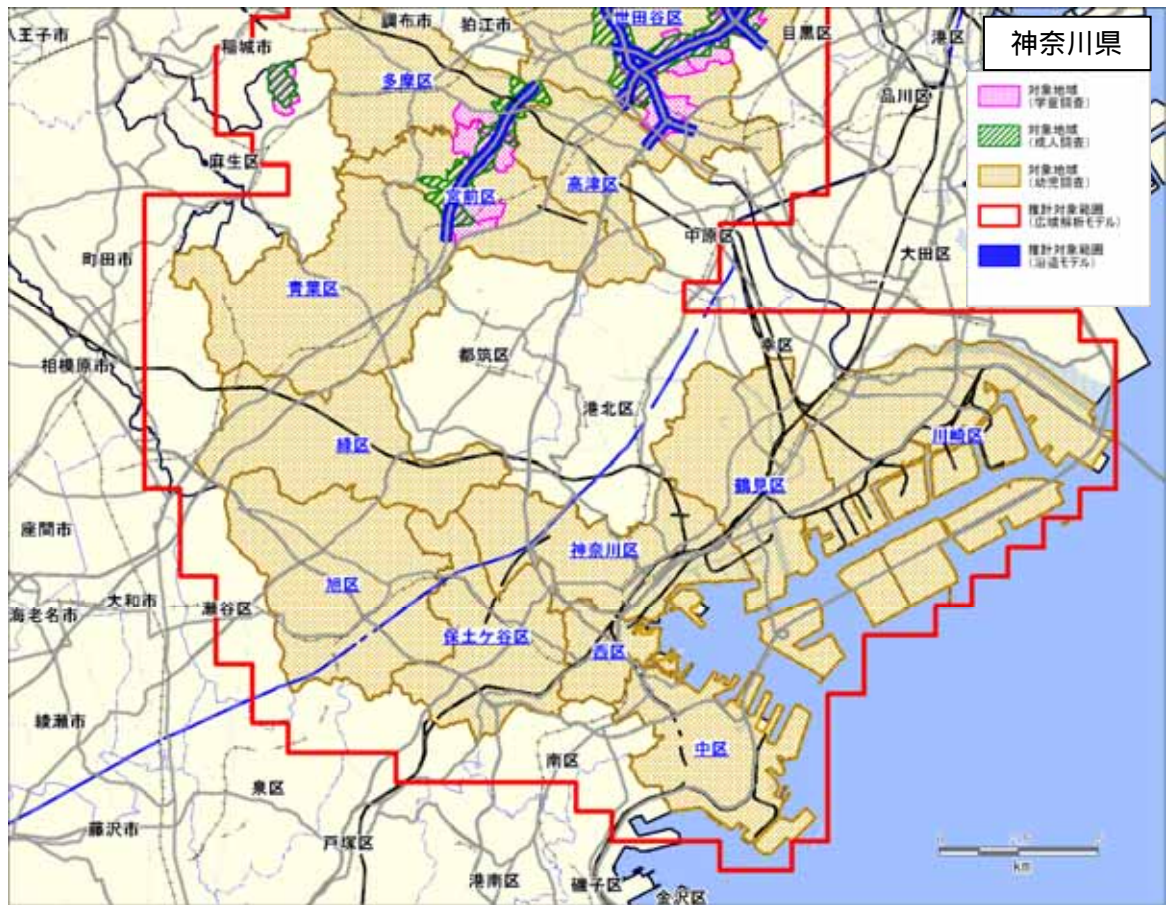 神奈川県
対象地域
(学童調査)
対象地域
(成人調査)
対象地域
(幼児調査)
推計対象範囲
(広域解析モデル)
推計対象範囲
(沿道モデル)
八王子市
稲城市
調布市
狛江市
世田谷区
目黒区
港区
多摩区
品川区
麻生区
宮前区
高津区
中原区
大田区
町田市
青葉区
都筑区
幸区
相模原市
港北区
緑区
川崎区
鶴見区
座間市
神奈川区
旭区
海老名市
大和市
瀬谷区
保土ケ谷区
西区
綾瀬市
中区
南区
泉区
藤沢市
戸塚区
港南区
磯子区
金沢区
km